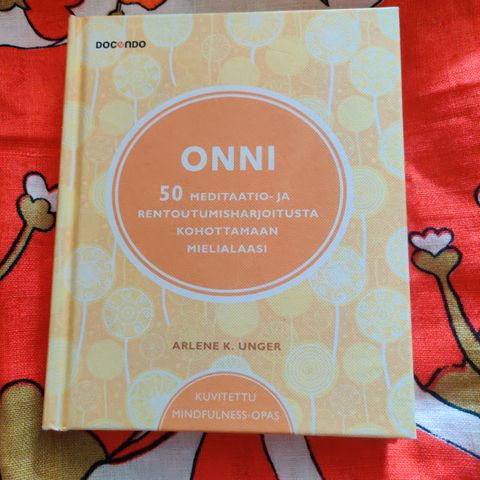 DOCENDO
ONNI
50 MEDITAATIO- JA
RENTOUTUMISHARJOITUSTA
KOHOTTAMAAN
MIELIALAASI
ARLENE K. UNGER
KUVITETTU
MINDFULNESS-OPAS